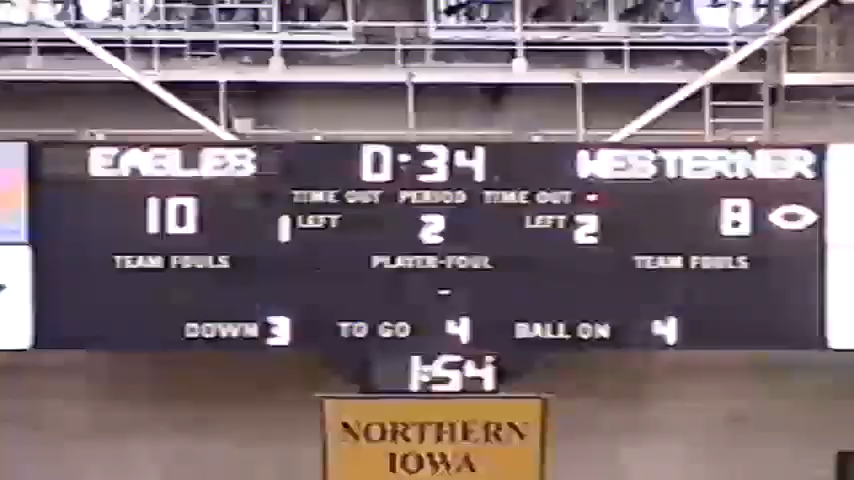 EAGLES 0:34 WESTERNER
TIME OUT PERIOD TIME OUT
10 1 LEFT 2 LEFT 2 8
TEAM FOULS PLAYER-FOUL TEAM FOULS
-
DOWN 3 TO GO 4 BALL ON 4
1:54
NORTHERN
IOWA